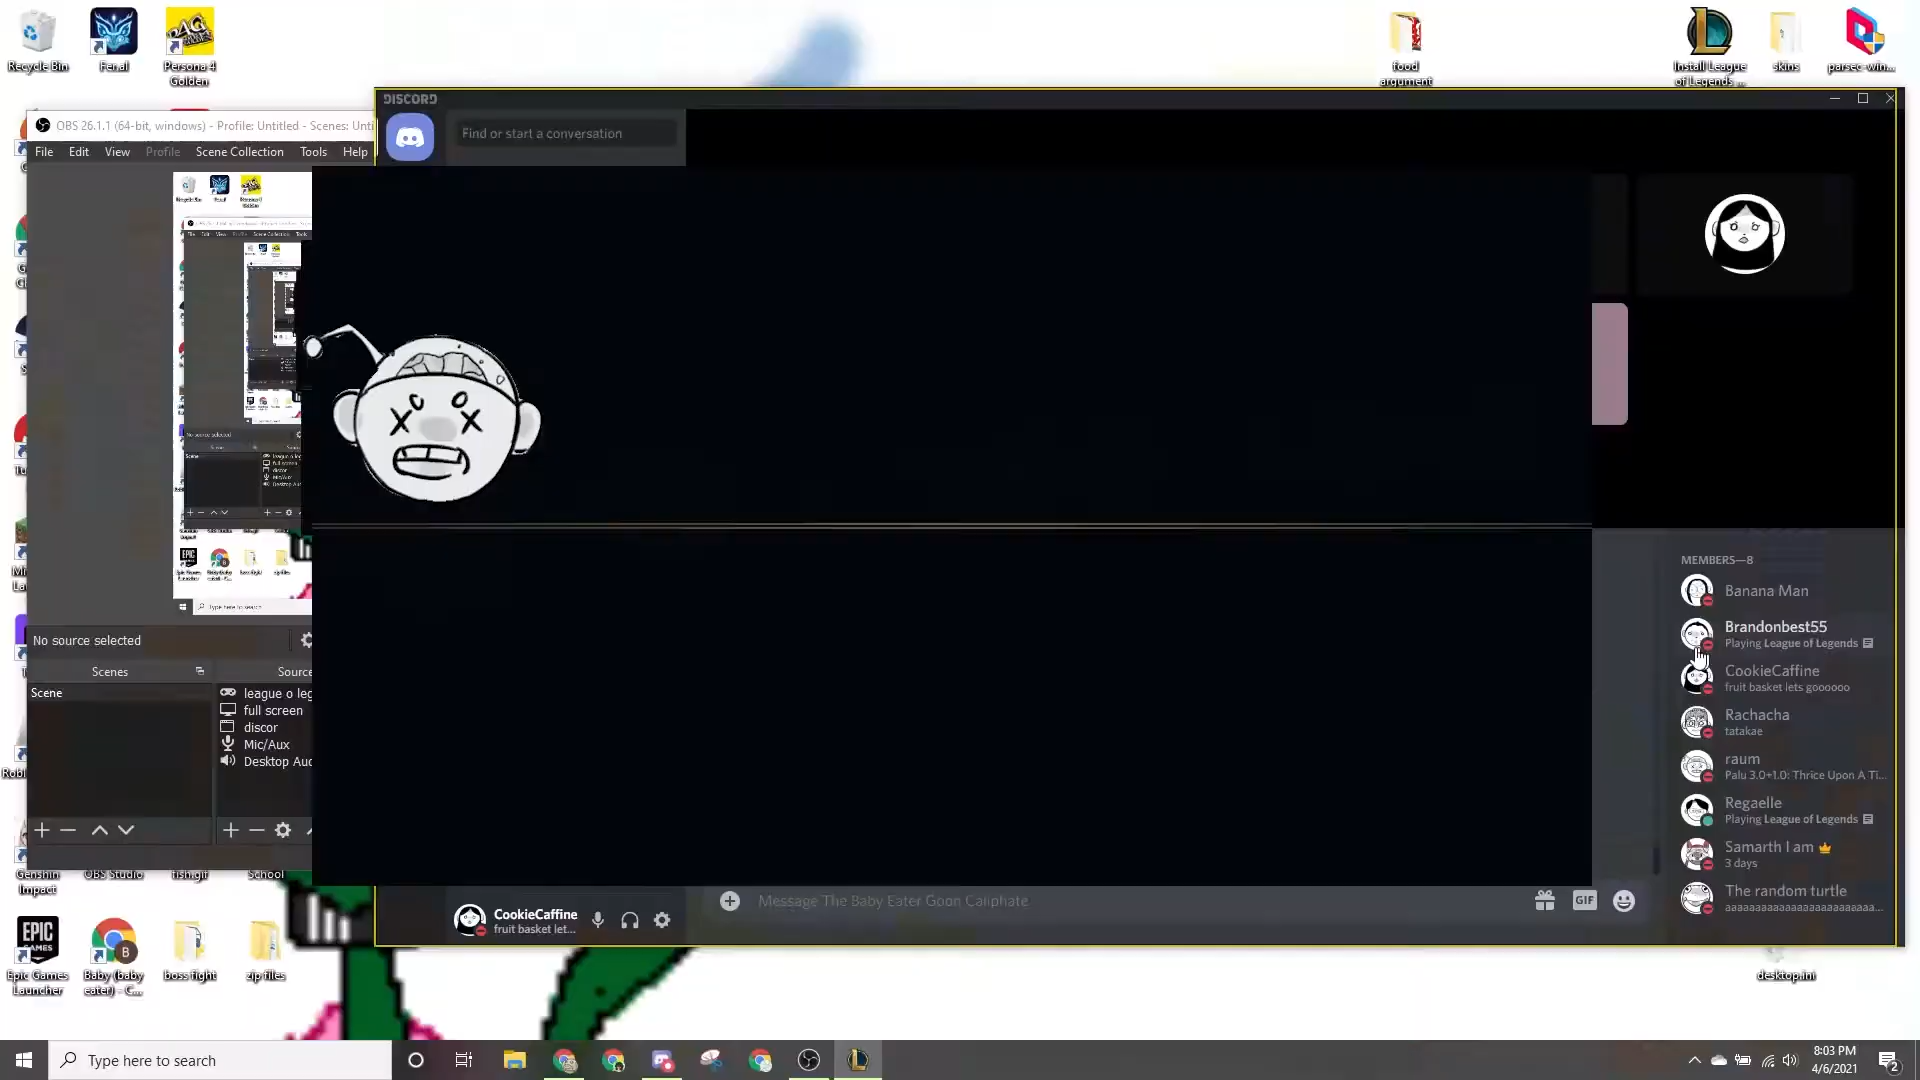 Recycle Bin
Feral
Persona 4
Golden
food
argument
Install League
of Legends ...
skins
parsec-win...
DISCORD
OBS 26.1.1 (64-bit, windows) - Profile: Untitled - Scenes: Unti
File Edit View Profile Scene Collection Tools Help
Find or start a conversation
No source selected
Scenes
Source
Scene
league o leg
full screen
discor
Mic/Aux
Desktop Aud
MEMBERS—8
Banana Man
Brandonbest55
Playing League of Legends
CookieCaffine
fruit basket lets goooooo
Rachacha
tatakae
raum
Palu 3.0+1.0: Thrice Upon A Ti...
Regaelle
Playing League of Legends
Samarth I am
3 days
The random turtle
Message The Baby Eater Goon Caliphate
GIF
CookieCaffine
fruit basket let...
Genshin
Impact
OBS Studio
fish.gif
School
Epic Games
Launcher
Baby (baby
eater) - C...
boss fight
zip files
desktop.ini
Type here to search
8:03 PM
4/6/2021
2